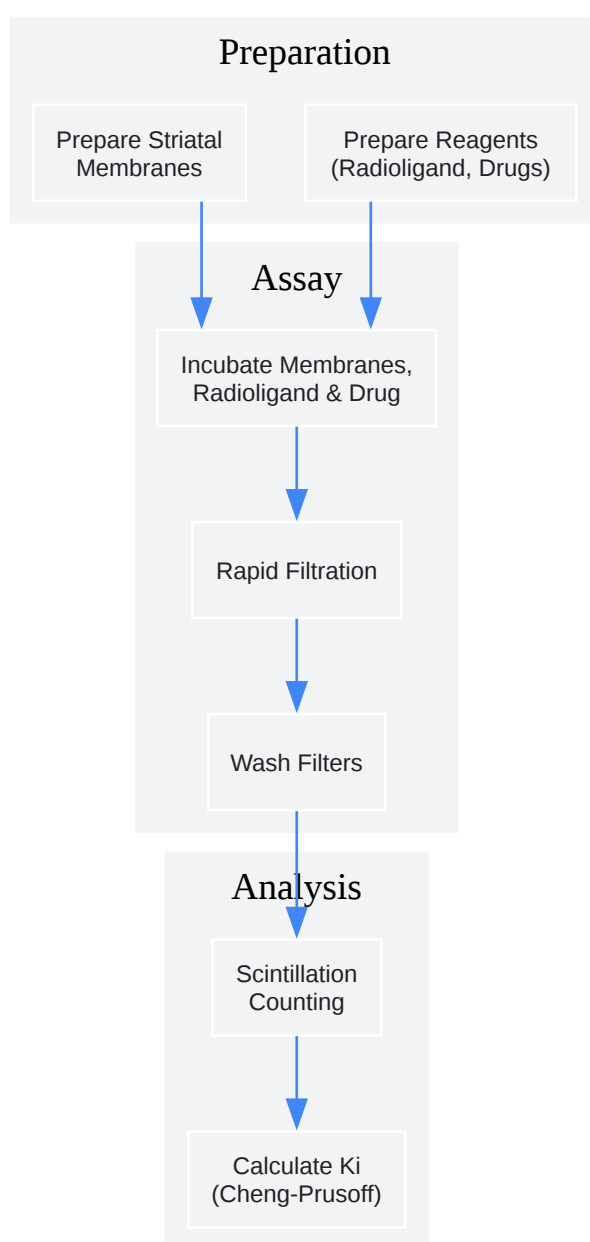 Preparation
Prepare Striatal
Membranes
Prepare Reagents
(Radioligand, Drugs)
Assay
Incubate Membranes,
Radioligand & Drug
Rapid Filtration
Wash Filters
Analysis
Scintillation
Counting
Calculate Ki
(Cheng-Prusoff)